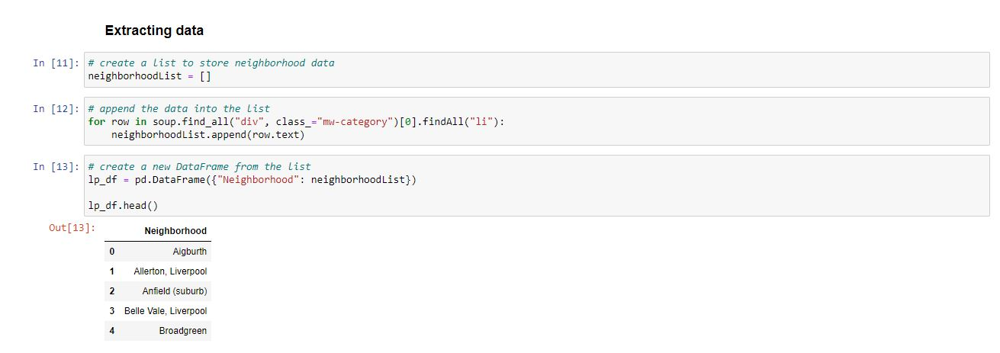 Extracting data
In [11]: # create a list to store neighborhood data
neighborhoodList = []
In [12]: # append the data into the list
for row in soup.find_all("div", class_="mw-category")[0].findAll("li"):
    neighborhoodList.append(row.text)
In [13]: # create a new DataFrame from the list
lp_df = pd.DataFrame({"Neighborhood": neighborhoodList})
lp_df.head()
Out[13]:
Neighborhood
0 Aigburth
1 Allerton, Liverpool
2 Anfield (suburb)
3 Belle Vale, Liverpool
4 Broadgreen